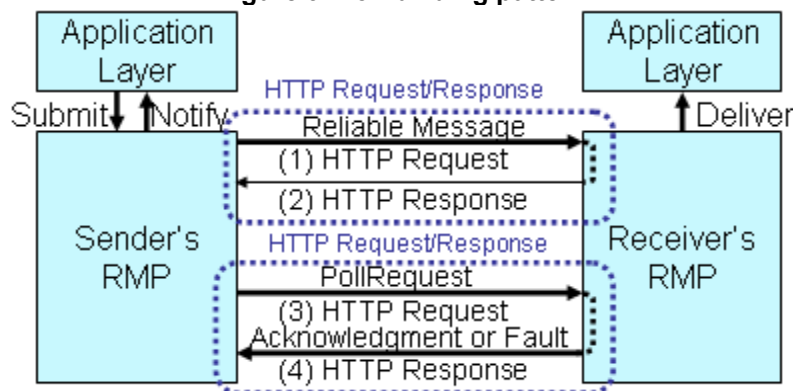 Application
Layer
Application
Layer
HTTP Request/Response
Submit
Notify
Deliver
Reliable Message
(1) HTTP Request
(2) HTTP Response
Sender's
RMP
Receiver's
RMP
HTTP Request/Response
PollRequest
(3) HTTP Request
Acknowledgment or Fault
(4) HTTP Response